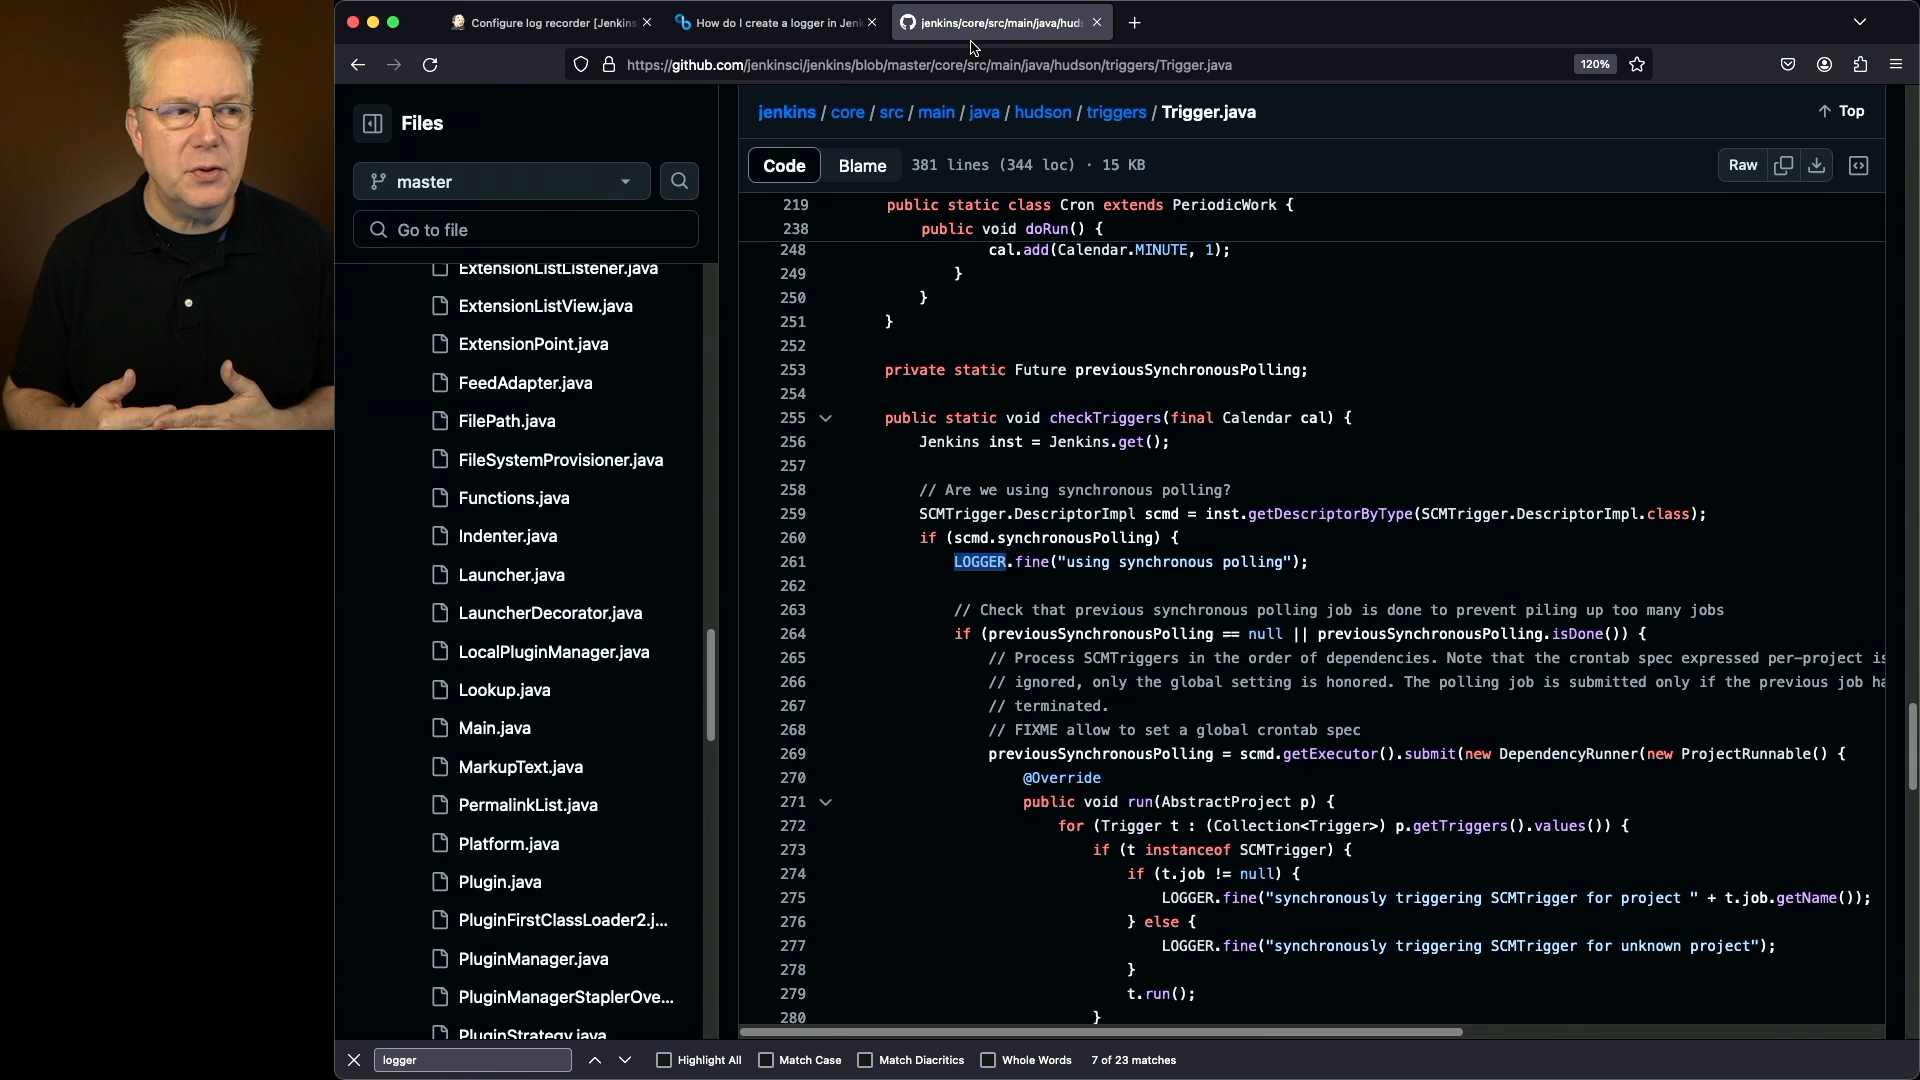 Configure log recorder [Jenkins
How do I create a logger in Jen
jenkins/core/src/main/java/hud
https://github.com/jenkinsci/jenkins/blob/master/core/src/main/java/hudson/triggers/Trigger.java
120%
Files
master
Go to file
ExtensionListListener.java
ExtensionListView.java
ExtensionPoint.java
FeedAdapter.java
FilePath.java
FileSystemProvisioner.java
Functions.java
Indenter.java
Launcher.java
LauncherDecorator.java
LocalPluginManager.java
Lookup.java
Main.java
MarkupText.java
PermalinkList.java
Platform.java
Plugin.java
PluginFirstClassLoader2.j...
PluginManager.java
PluginManagerStaplerOve...
PluginStrategy.java
jenkins / core / src / main / java / hudson / triggers / Trigger.java
Top
Code Blame 381 lines (344 loc) · 15 KB
Raw
219 public static class Cron extends PeriodicWork {
238 public void doRun() {
248 cal.add(Calendar.MINUTE, 1);
249 }
250 }
251 }
252
253 private static Future previousSynchronousPolling;
254
255 public static void checkTriggers(final Calendar cal) {
256 Jenkins inst = Jenkins.get();
257
258 // Are we using synchronous polling?
259 SCMTrigger.DescriptorImpl scmd = inst.getDescriptorByType(SCMTrigger.DescriptorImpl.class);
260 if (scmd.synchronousPolling) {
261 LOGGER.fine("using synchronous polling");
262
263 // Check that previous synchronous polling job is done to prevent piling up too many jobs
264 if (previousSynchronousPolling == null || previousSynchronousPolling.isDone()) {
265 // Process SCMTriggers in the order of dependencies. Note that the crontab spec expressed per-project is
266 // ignored, only the global setting is honored. The polling job is submitted only if the previous job ha
267 // terminated.
268 // FIXME allow to set a global crontab spec
269 previousSynchronousPolling = scmd.getExecutor().submit(new DependencyRunner(new ProjectRunnable() {
270 @Override
271 public void run(AbstractProject p) {
272 for (Trigger t : (Collection<Trigger>) p.getTriggers().values()) {
273 if (t instanceof SCMTrigger) {
274 if (t.job != null) {
275 LOGGER.fine("synchronously triggering SCMTrigger for project " + t.job.getName());
276 } else {
277 LOGGER.fine("synchronously triggering SCMTrigger for unknown project");
278 }
279 t.run();
280 }
logger
Highlight All
Match Case
Match Diacritics
Whole Words
7 of 23 matches